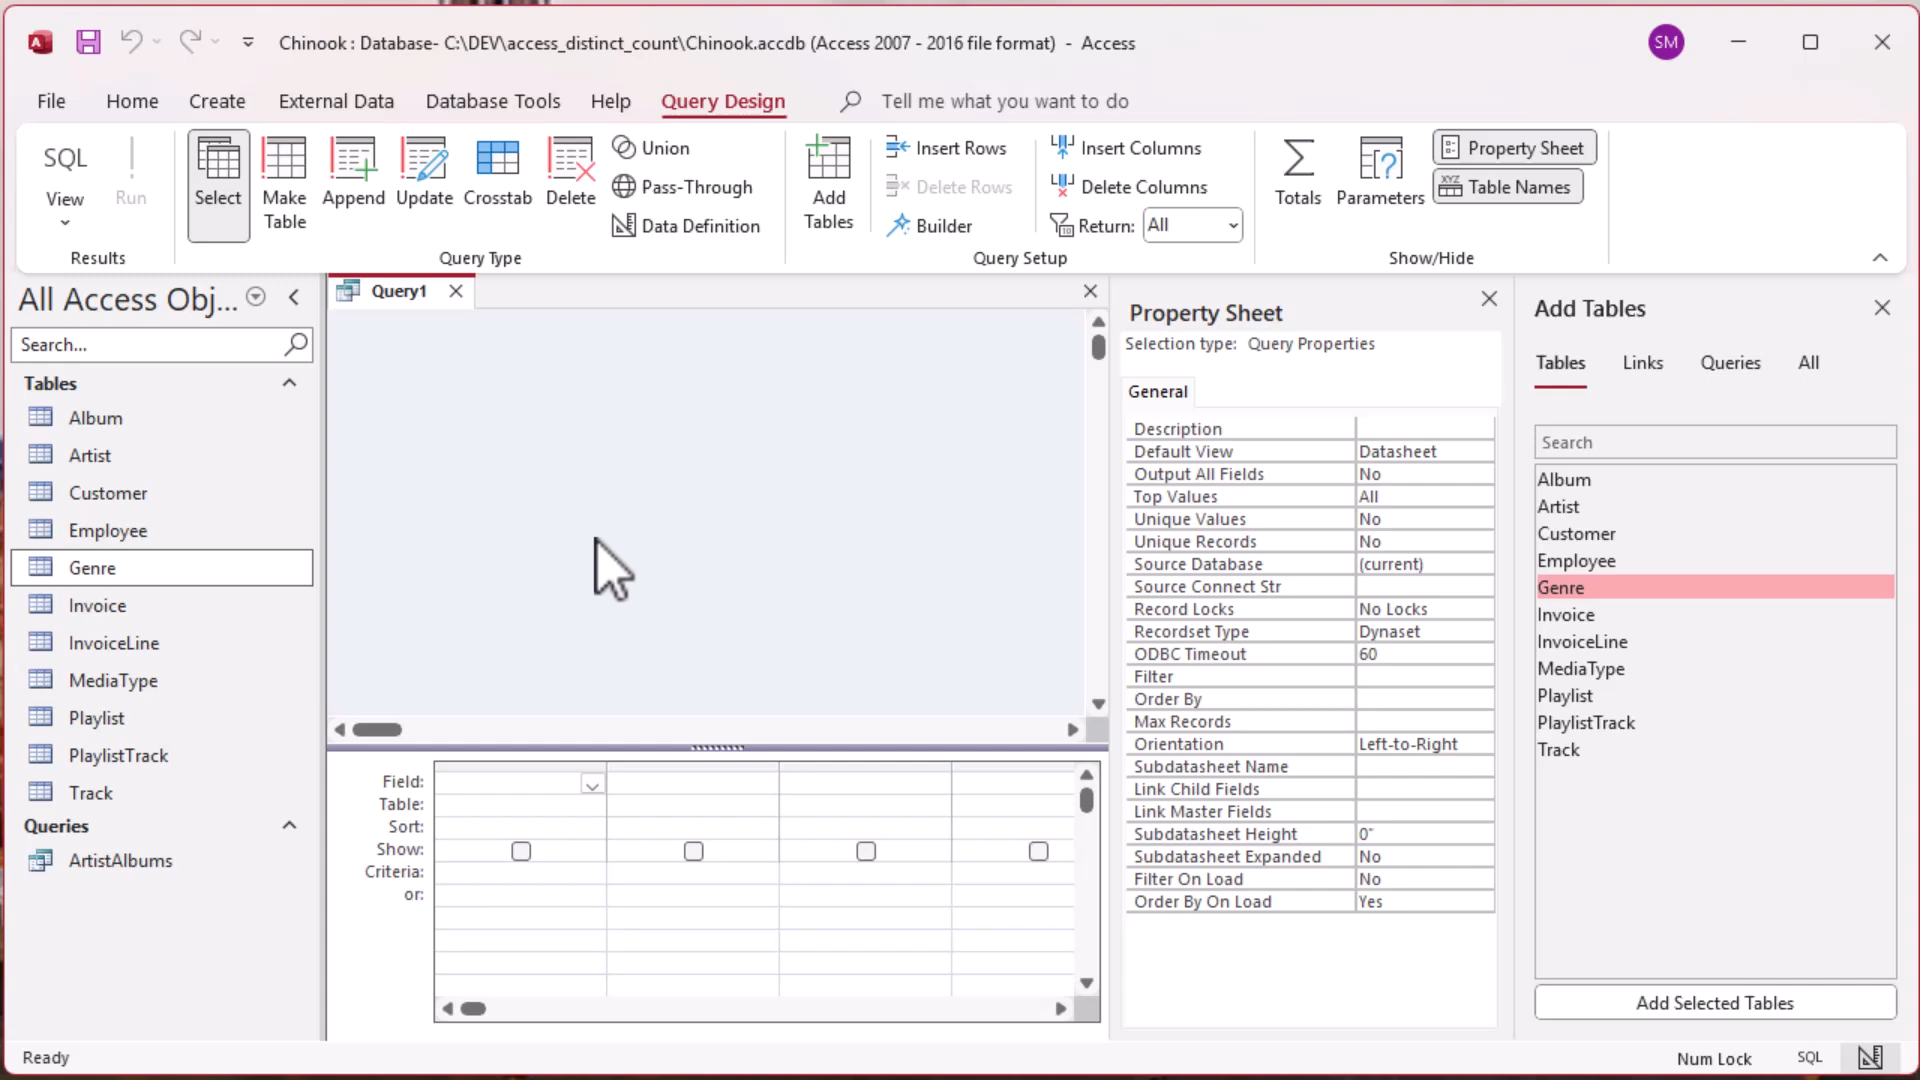 Chinook : Database- C:\DEV\access_distinct_count\Chinook.accdb (Access 2007 - 2016 file format) - Access
SM
File Home Create External Data Database Tools Help Query Design Tell me what you want to do
SQL
View
Run
Results
Select
Make Table
Append
Update
Crosstab
Delete
Union
Pass-Through
Data Definition
Query Type
Add Tables
Insert Rows
Delete Rows
Builder
Insert Columns
Delete Columns
Return: All
Query Setup
Totals
Parameters
Property Sheet
Table Names
Show/Hide
All Access Obj...
Search...
Tables
Album
Artist
Customer
Employee
Genre
Invoice
InvoiceLine
MediaType
Playlist
PlaylistTrack
Track
Queries
ArtistAlbums
Query1
Field:
Table:
Sort:
Show:
Criteria:
or:
Property Sheet
Selection type: Query Properties
General
Description
Default View Datasheet
Output All Fields No
Top Values All
Unique Values No
Unique Records No
Source Database (current)
Source Connect Str
Record Locks No Locks
Recordset Type Dynaset
ODBC Timeout 60
Filter
Order By
Max Records
Orientation Left-to-Right
Subdatasheet Name
Link Child Fields
Link Master Fields
Subdatasheet Height 0"
Subdatasheet Expanded No
Filter On Load No
Order By On Load Yes
Add Tables
Tables Links Queries All
Search
Album
Artist
Customer
Employee
Genre
Invoice
InvoiceLine
MediaType
Playlist
PlaylistTrack
Track
Add Selected Tables
Ready
Num Lock SQL